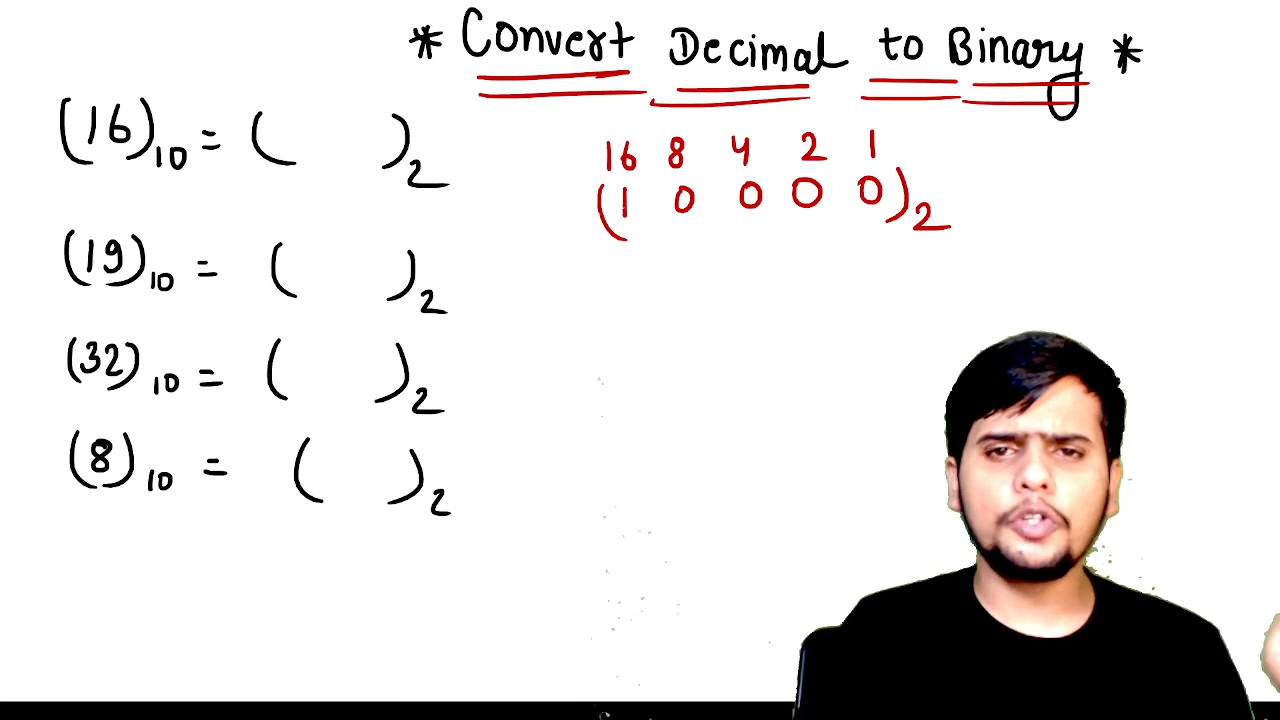 * Convert Decimal to Binary *
(16)₁₀ = ( )₂
16 8 4 2 1
(1 0 0 0 0)₂
(19)₁₀ = ( )₂
(32)₁₀ = ( )₂
(8)₁₀ = ( )₂